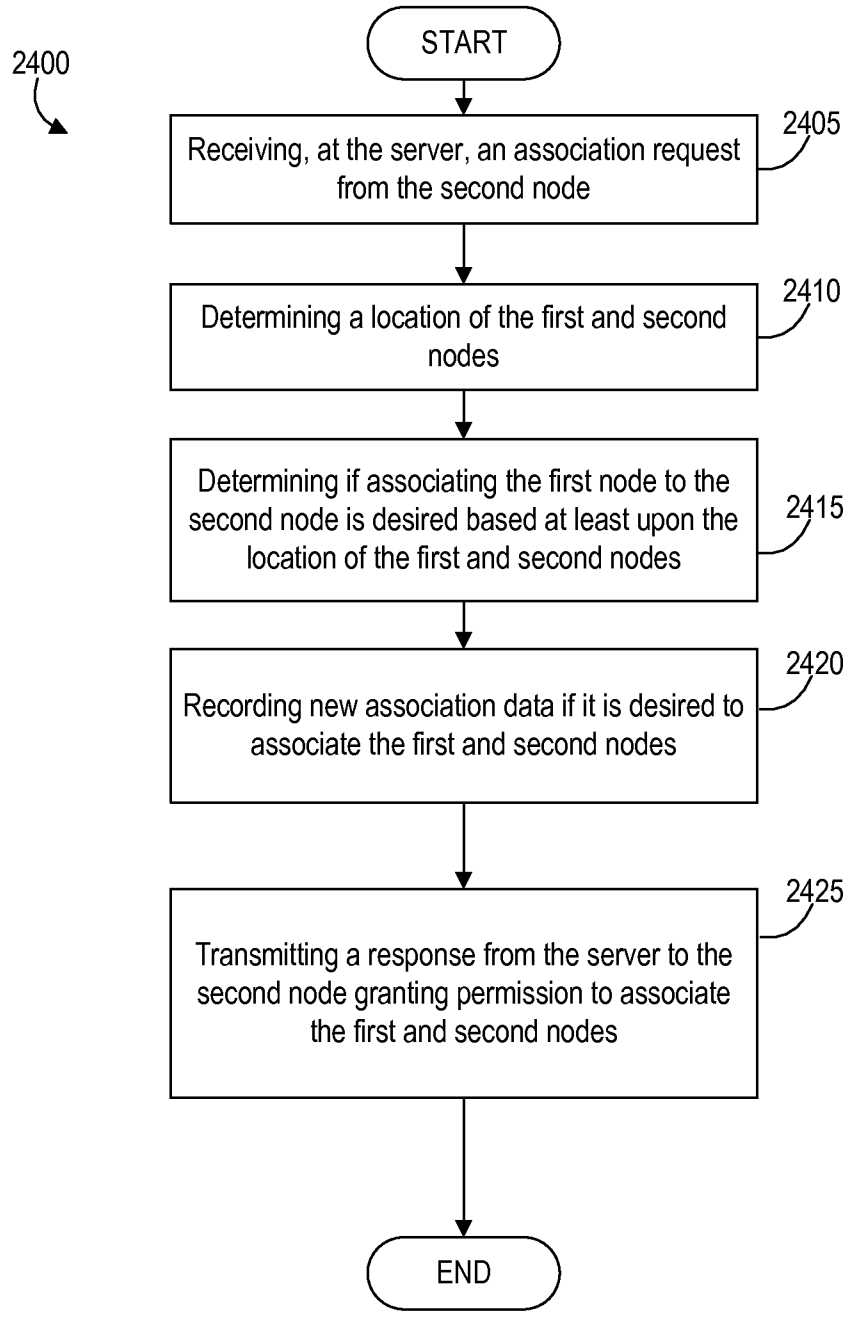 START
2400
2405
Receiving, at the server, an association request
from the second node
2410
Determining a location of the first and second
nodes
Determining if associating the first node to the
second node is desired based at least upon the
location of the first and second nodes
2415
2420
Recording new association data if it is desired to
associate the first and second nodes
2425
Transmitting a response from the server to the
second node granting permission to associate
the first and second nodes
END